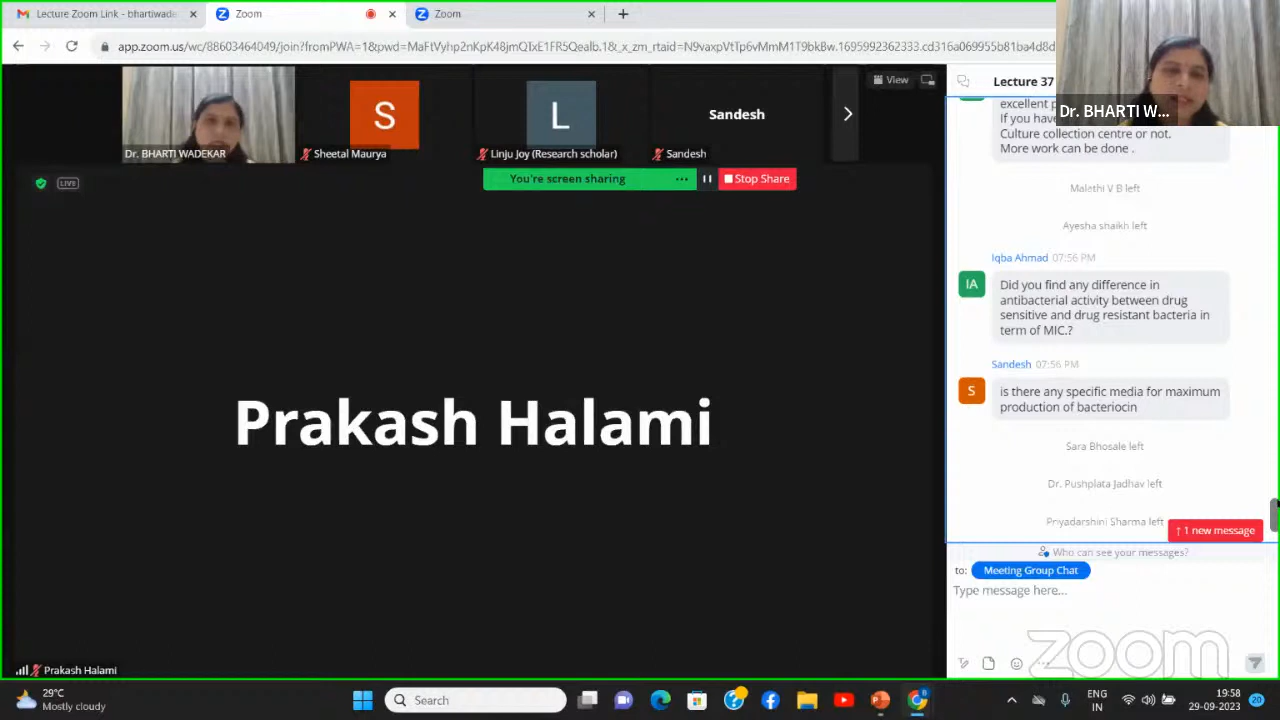 Lecture Zoom Link - bhartiwade
Zoom
Zoom
app.zoom.us/wc/88603464049/join?fromPWA=1&pwd=MaFtVyhp2nKpK48jmQTxE1FR5Qealb.1&_x_zm_rtaid=N9vaxpVtTp6vMmM1T9bkBw.1695992362333.cd316a069955b81ba4d8d
Dr. BHARTI W...
Dr. BHARTI WADEKAR
S
Sheetal Maurya
L
Linju Joy (Research scholar)
Sandesh
Sandesh
View
LIVE
You're screen sharing
Stop Share
Prakash Halami
Prakash Halami
Lecture 37
excellent
If you have
Culture collection centre or not.
More work can be done .
Malathi V B left
Ayesha shaikh left
Iqba Ahmad 07:56 PM
IA
Did you find any difference in
antibacterial activity between drug
sensitive and drug resistant bacteria in
term of MIC.?
Sandesh 07:56 PM
S
is there any specific media for maximum
production of bacteriocin
Sara Bhosale left
Dr. Pushplata Jadhav left
Priyadarshini Sharma left
↑ 1 new message
Who can see your messages?
to: Meeting Group Chat
Type message here...
zoom
29°C
Mostly cloudy
Search
ENG
IN
19:58
29-09-2023
20